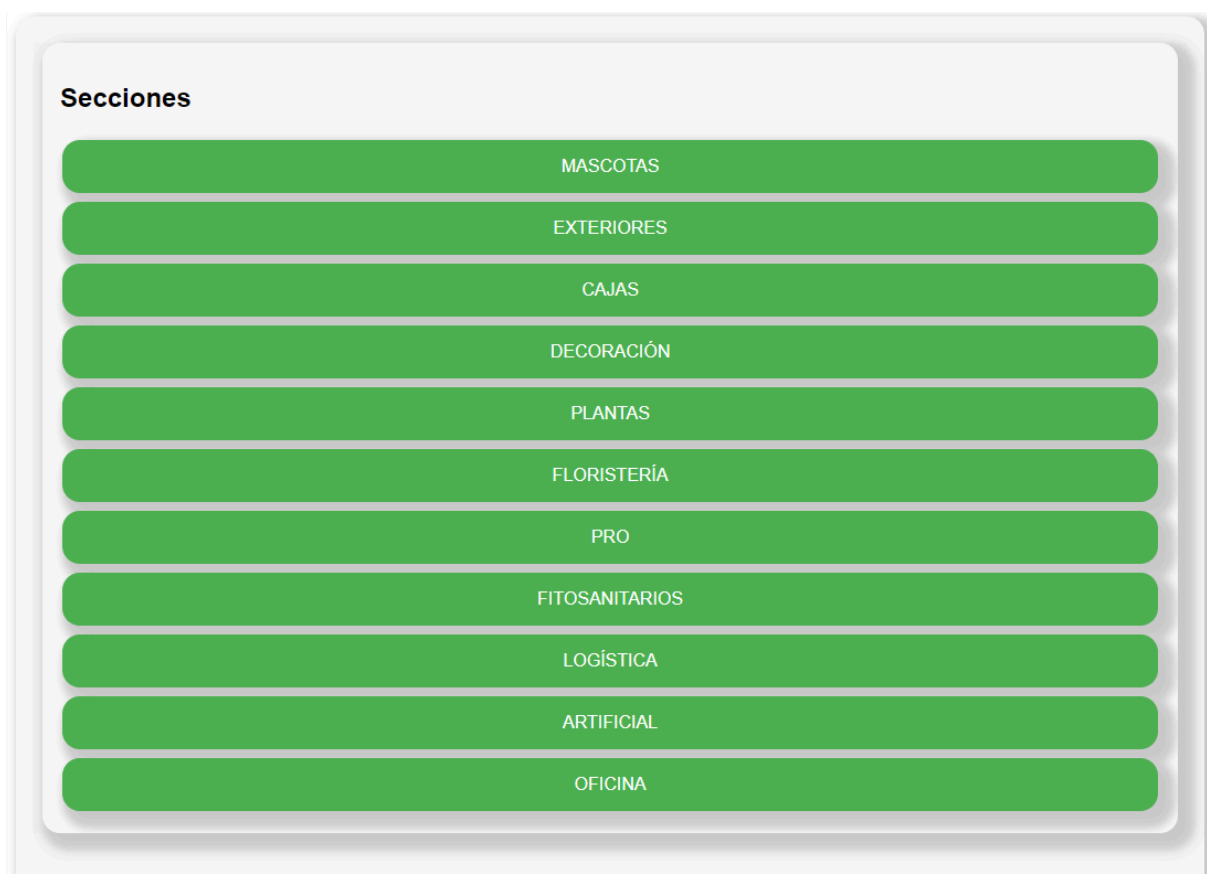 Secciones
MASCOTAS
EXTERIORES
CAJAS
DECORACIÓN
PLANTAS
FLORISTERÍA
PRO
FITOSANITARIOS
LOGÍSTICA
ARTIFICIAL
OFICINA